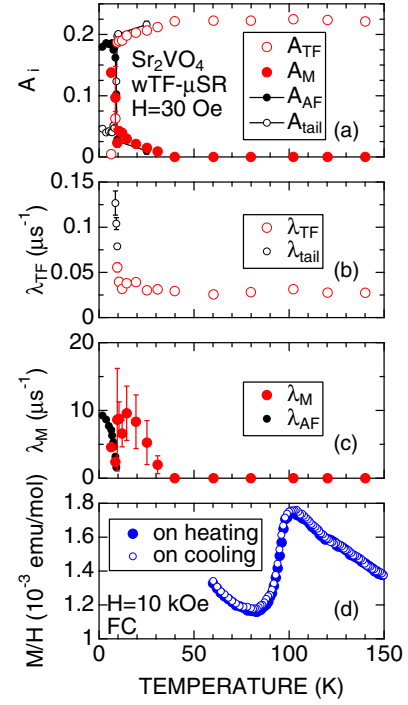 0.2
0.1
0
A_i
Sr₂VO₄
wTF-μSR
H=30 Oe
A_TF
A_M
A_AF
A_tail
(a)
0.15
0.1
0.05
0
λ_TF (μs⁻¹)
λ_TF
λ_tail
(b)
20
10
0
λ_M (μs⁻¹)
λ_M
λ_AF
(c)
1.8
1.6
1.4
1.2
1
M/H (10⁻³ emu/mol)
on heating
on cooling
H=10 kOe
FC
(d)
0 50 100 150
TEMPERATURE (K)